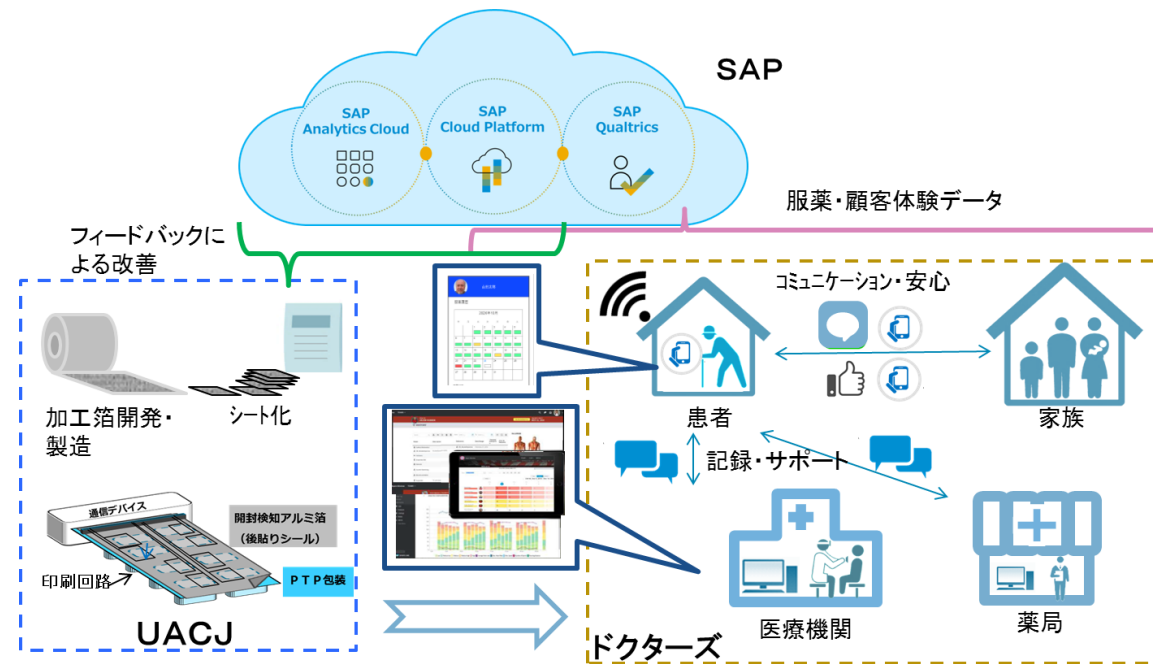 SAP
SAP
Analytics Cloud
SAP
Cloud Platform
SAP
Qualtrics
服薬・顧客体験データ
フィードバックに
よる改善
コミュニケーション・安心
加工箔開発・
製造
シート化
患者
家族
記録・サポート
通信デバイス
開封検知アルミ箔
（後貼りシール）
印刷回路
ＰＴＰ包装
UACJ
医療機関
薬局
ドクターズ